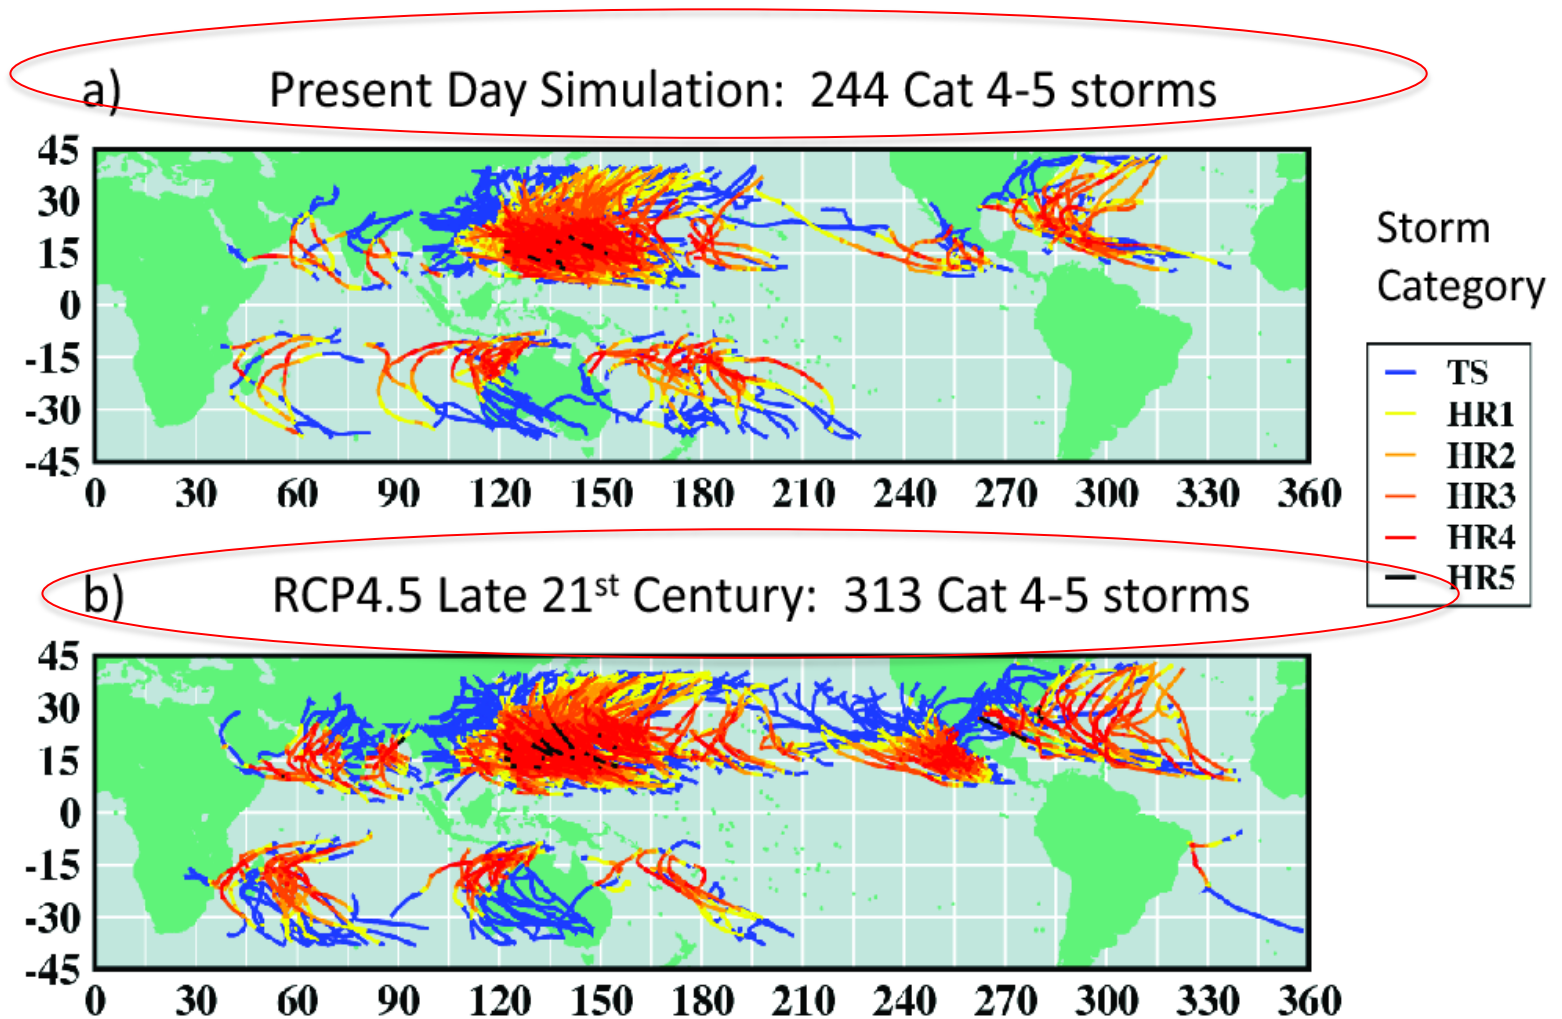 a) Present Day Simulation: 244 Cat 4-5 storms
45
30
15
0
-15
-30
-45
0 30 60 90 120 150 180 210 240 270 300 330 360
Storm
Category
TS
HR1
HR2
HR3
HR4
HR5
b) RCP4.5 Late 21st Century: 313 Cat 4-5 storms
45
30
15
0
-15
-30
-45
0 30 60 90 120 150 180 210 240 270 300 330 360